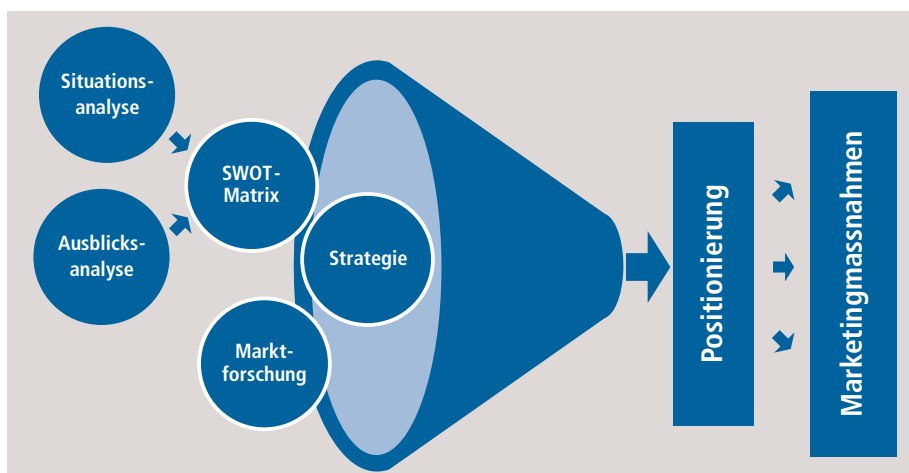 Situations-
analyse
Ausblicks-
analyse
SWOT-
Matrix
Strategie
Markt-
forschung
Positionierung
Marketingmassnahmen